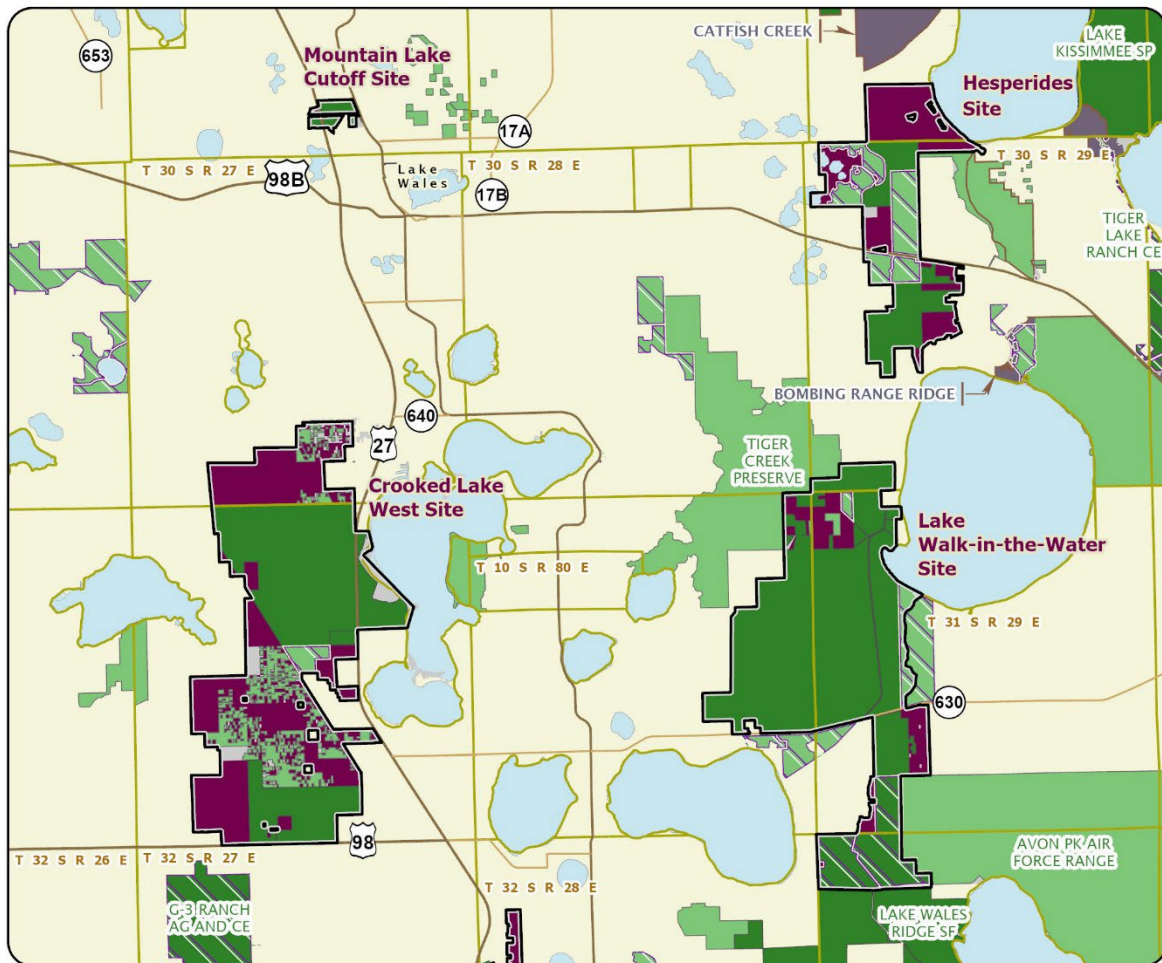 CATFISH CREEK
LAKE
KISSIMMEE SP
653
Mountain Lake
Cutoff Site
Hesperides
Site
17A
T 30 S R 27 E
98B
Lake
Wales
T 30 S R 28 E
17B
T 30 S R 29 E
TIGER
LAKE
RANCH CE
BOMBING RANGE RIDGE
640
27
TIGER
CREEK
PRESERVE
Crooked Lake
West Site
Lake
Walk-in-the-Water
Site
T 10 S R 80 E
T 31 S R 29 E
630
98
T 32 S R 26 E
T 32 S R 27 E
T 32 S R 28 E
AVON PK AIR
FORCE RANGE
G-3 RANCH
AG AND CE
LAKE WALES
RIDGE SF